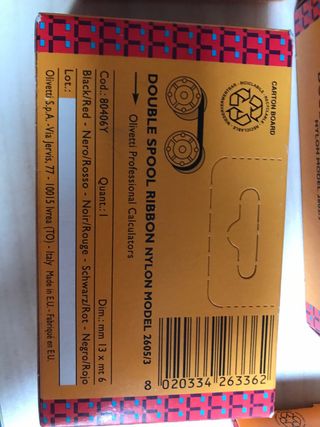 CARTON BOARD
DOUBLE SPOOL RIBBON NYLON MODEL 2605/3
Olivetti Professional Calculators
Cod.: 80406Y Quant.: 1 Dim.: mm 13 x mt 6
Black/Red - Nero/Rosso - Noir/Rouge - Schwarz/Rot - Negro/Rojo
Lot.:
Olivetti S.p.A. - Via Jervis, 77 - 10015 Ivrea (TO) - Italy Made in E.U. - Fabriqué en E.U.
8 020334 263362
NYLON MODEL